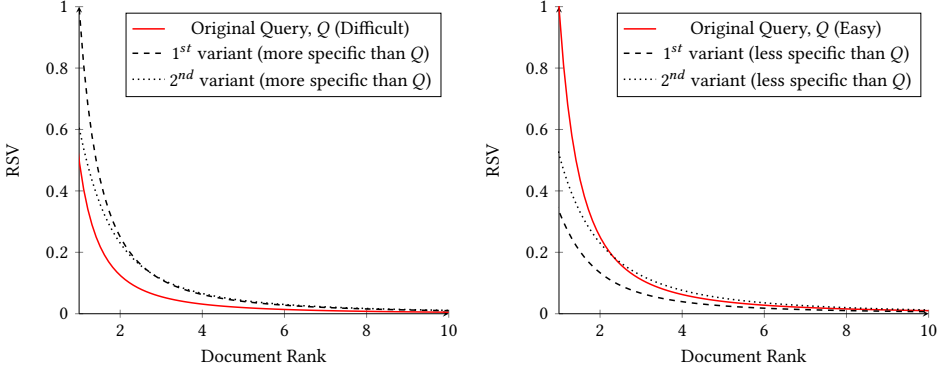 Original Query, Q (Difficult)
1st variant (more specific than Q)
2nd variant (more specific than Q)
1
0.8
0.6
0.4
0.2
0
RSV
2
4
6
8
10
Document Rank
Original Query, Q (Easy)
1st variant (less specific than Q)
2nd variant (less specific than Q)
1
0.8
0.6
0.4
0.2
0
RSV
2
4
6
8
10
Document Rank